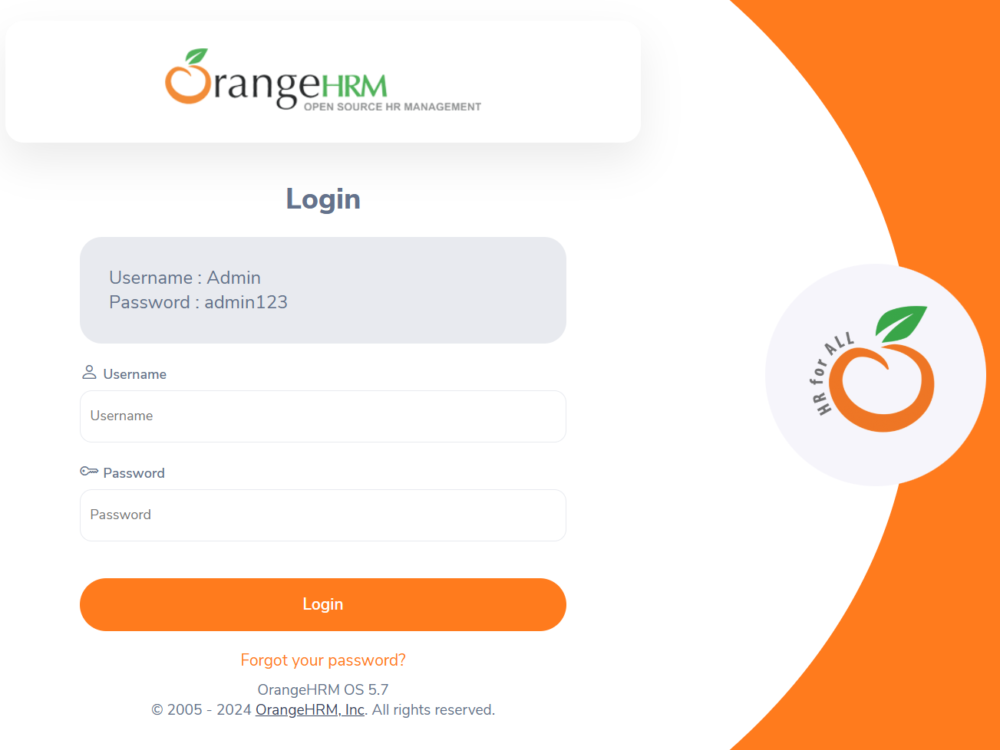 OrangeHRM
OPEN SOURCE HR MANAGEMENT
Login
Username : Admin
Password : admin123
Username
Username
Password
Password
Login
Forgot your password?
OrangeHRM OS 5.7
© 2005 - 2024 OrangeHRM, Inc. All rights reserved.
HR for ALL